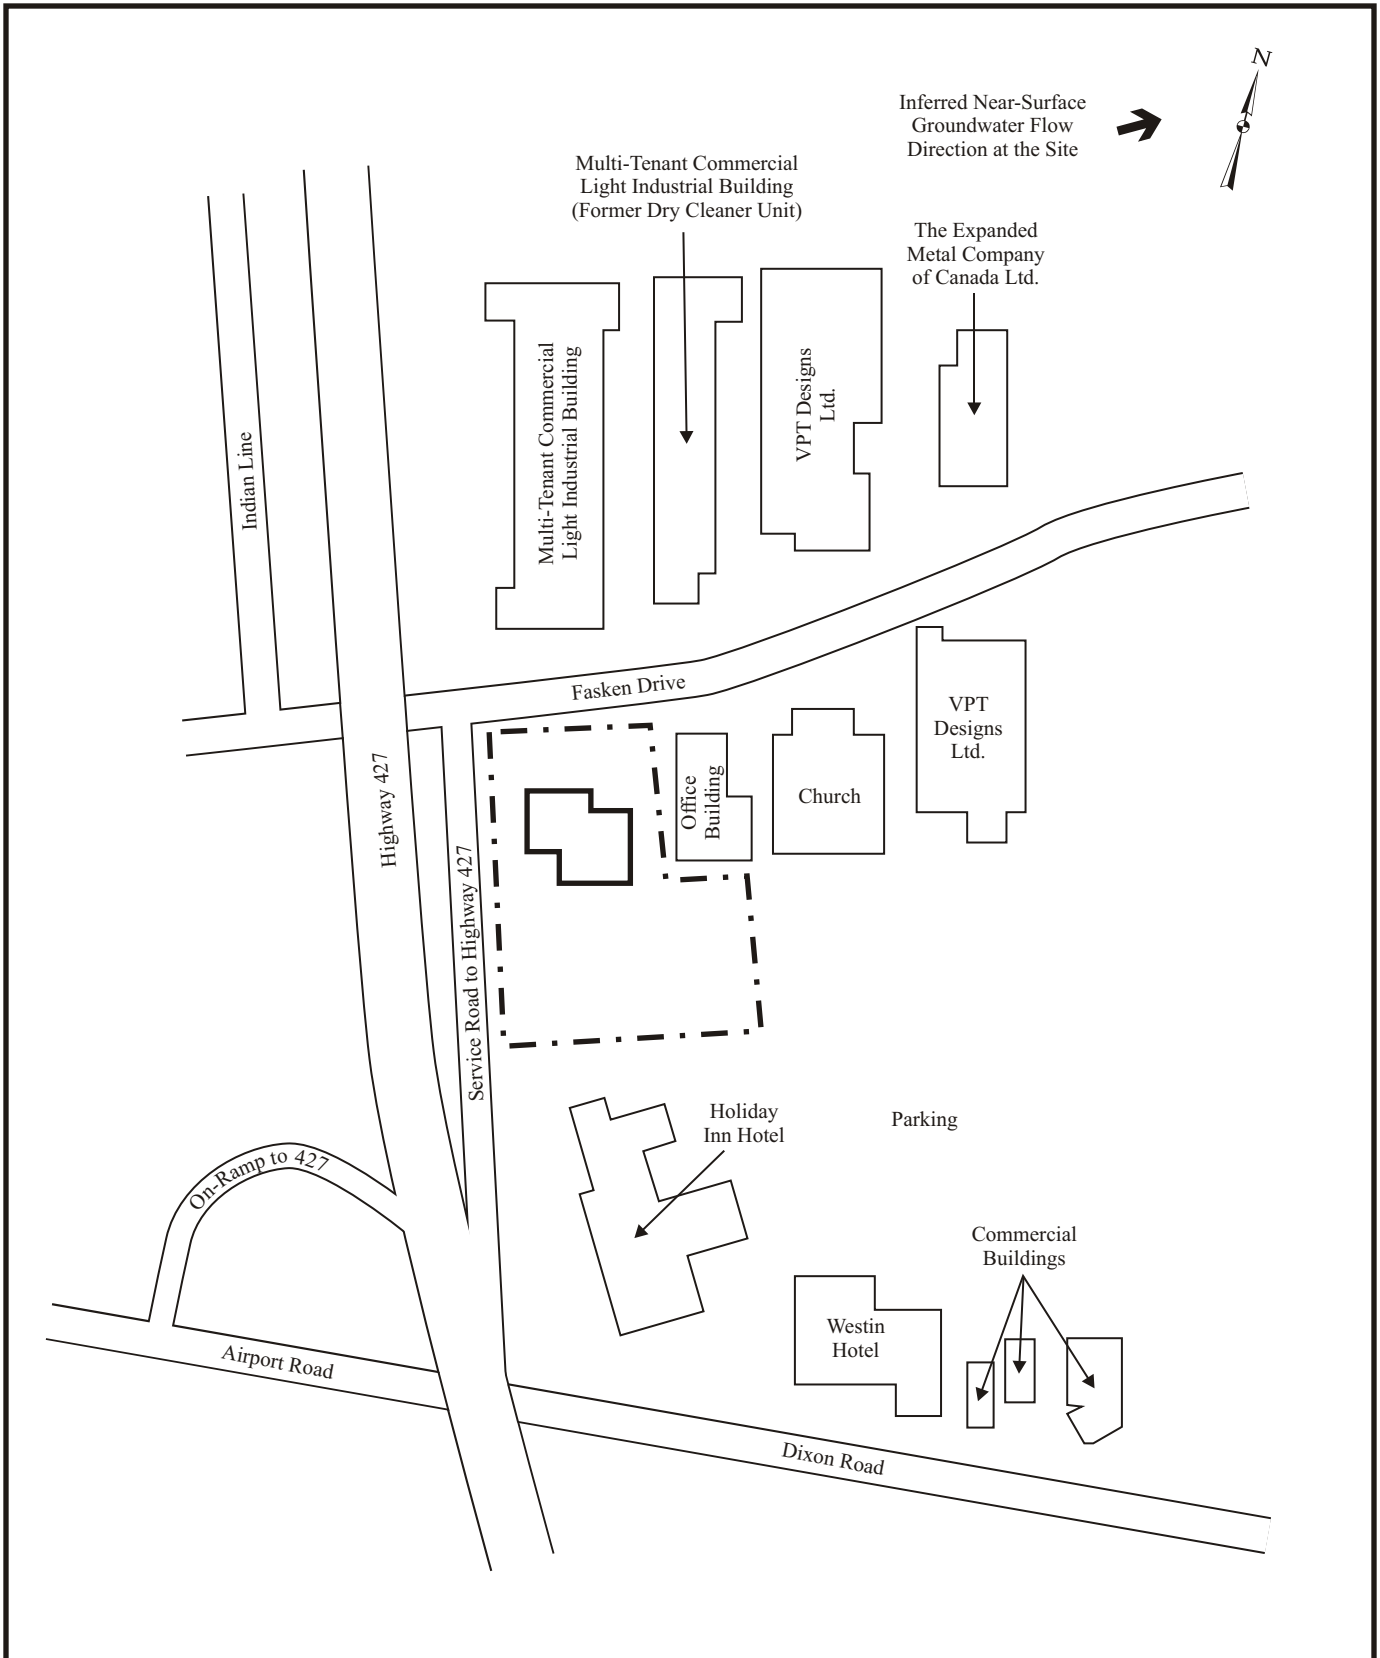 N
Inferred Near-Surface
Groundwater Flow
Direction at the Site
Multi-Tenant Commercial
Light Industrial Building
(Former Dry Cleaner Unit)
The Expanded
Metal Company
of Canada Ltd.
Multi-Tenant Commercial
Light Industrial Building
VPT Designs
Ltd.
Indian Line
Fasken Drive
VPT
Designs
Ltd.
Highway 427
Office
Building
Church
Service Road to Highway 427
Holiday
Inn Hotel
Parking
On-Ramp to 427
Commercial
Buildings
Westin
Hotel
Airport Road
Dixon Road